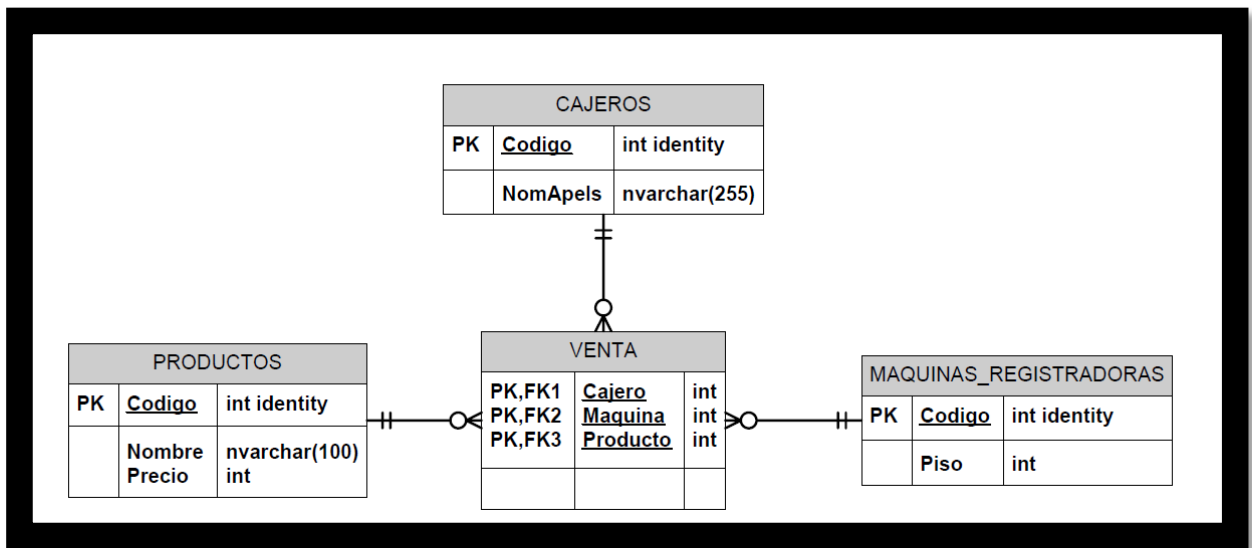 CAJEROS
PK Codigo int identity
NomApels nvarchar(255)
PRODUCTOS
PK Codigo int identity
Nombre nvarchar(100)
Precio int
VENTA
PK,FK1 Cajero int
PK,FK2 Maquina int
PK,FK3 Producto int
MAQUINAS_REGISTRADORAS
PK Codigo int identity
Piso int